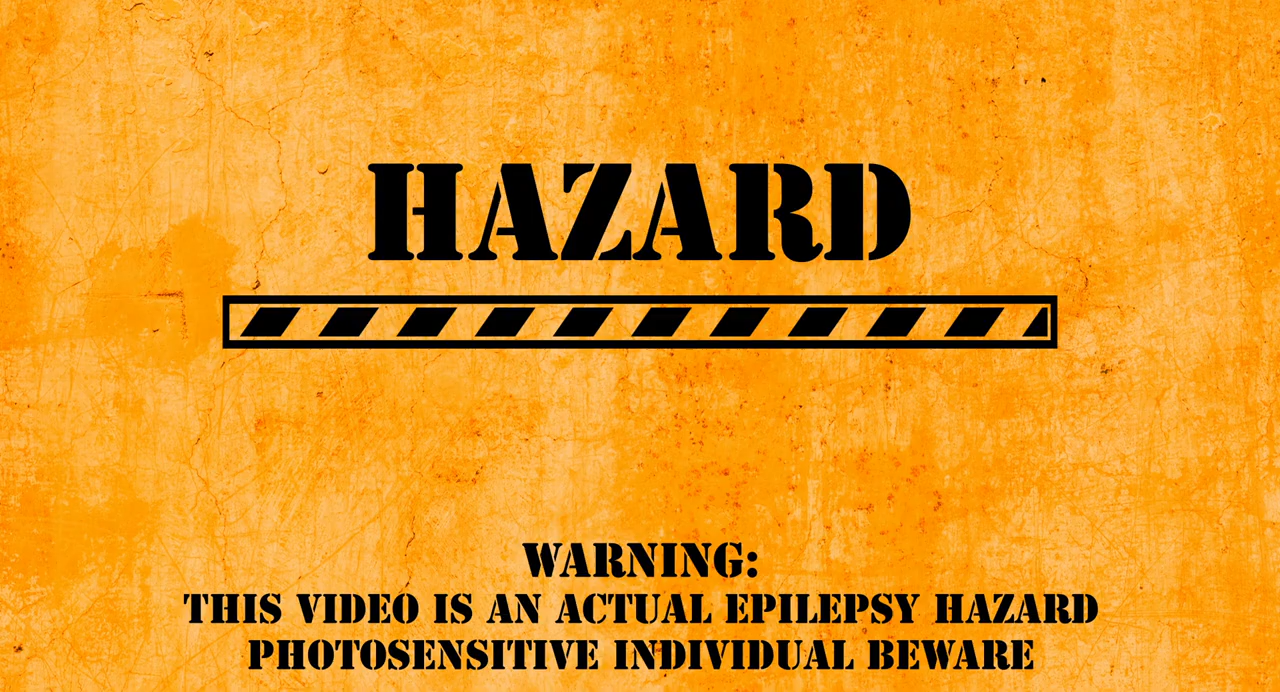 HAZARD
WARNING:
THIS VIDEO IS AN ACTUAL EPILEPSY HAZARD
PHOTOSENSITIVE INDIVIDUAL BEWARE